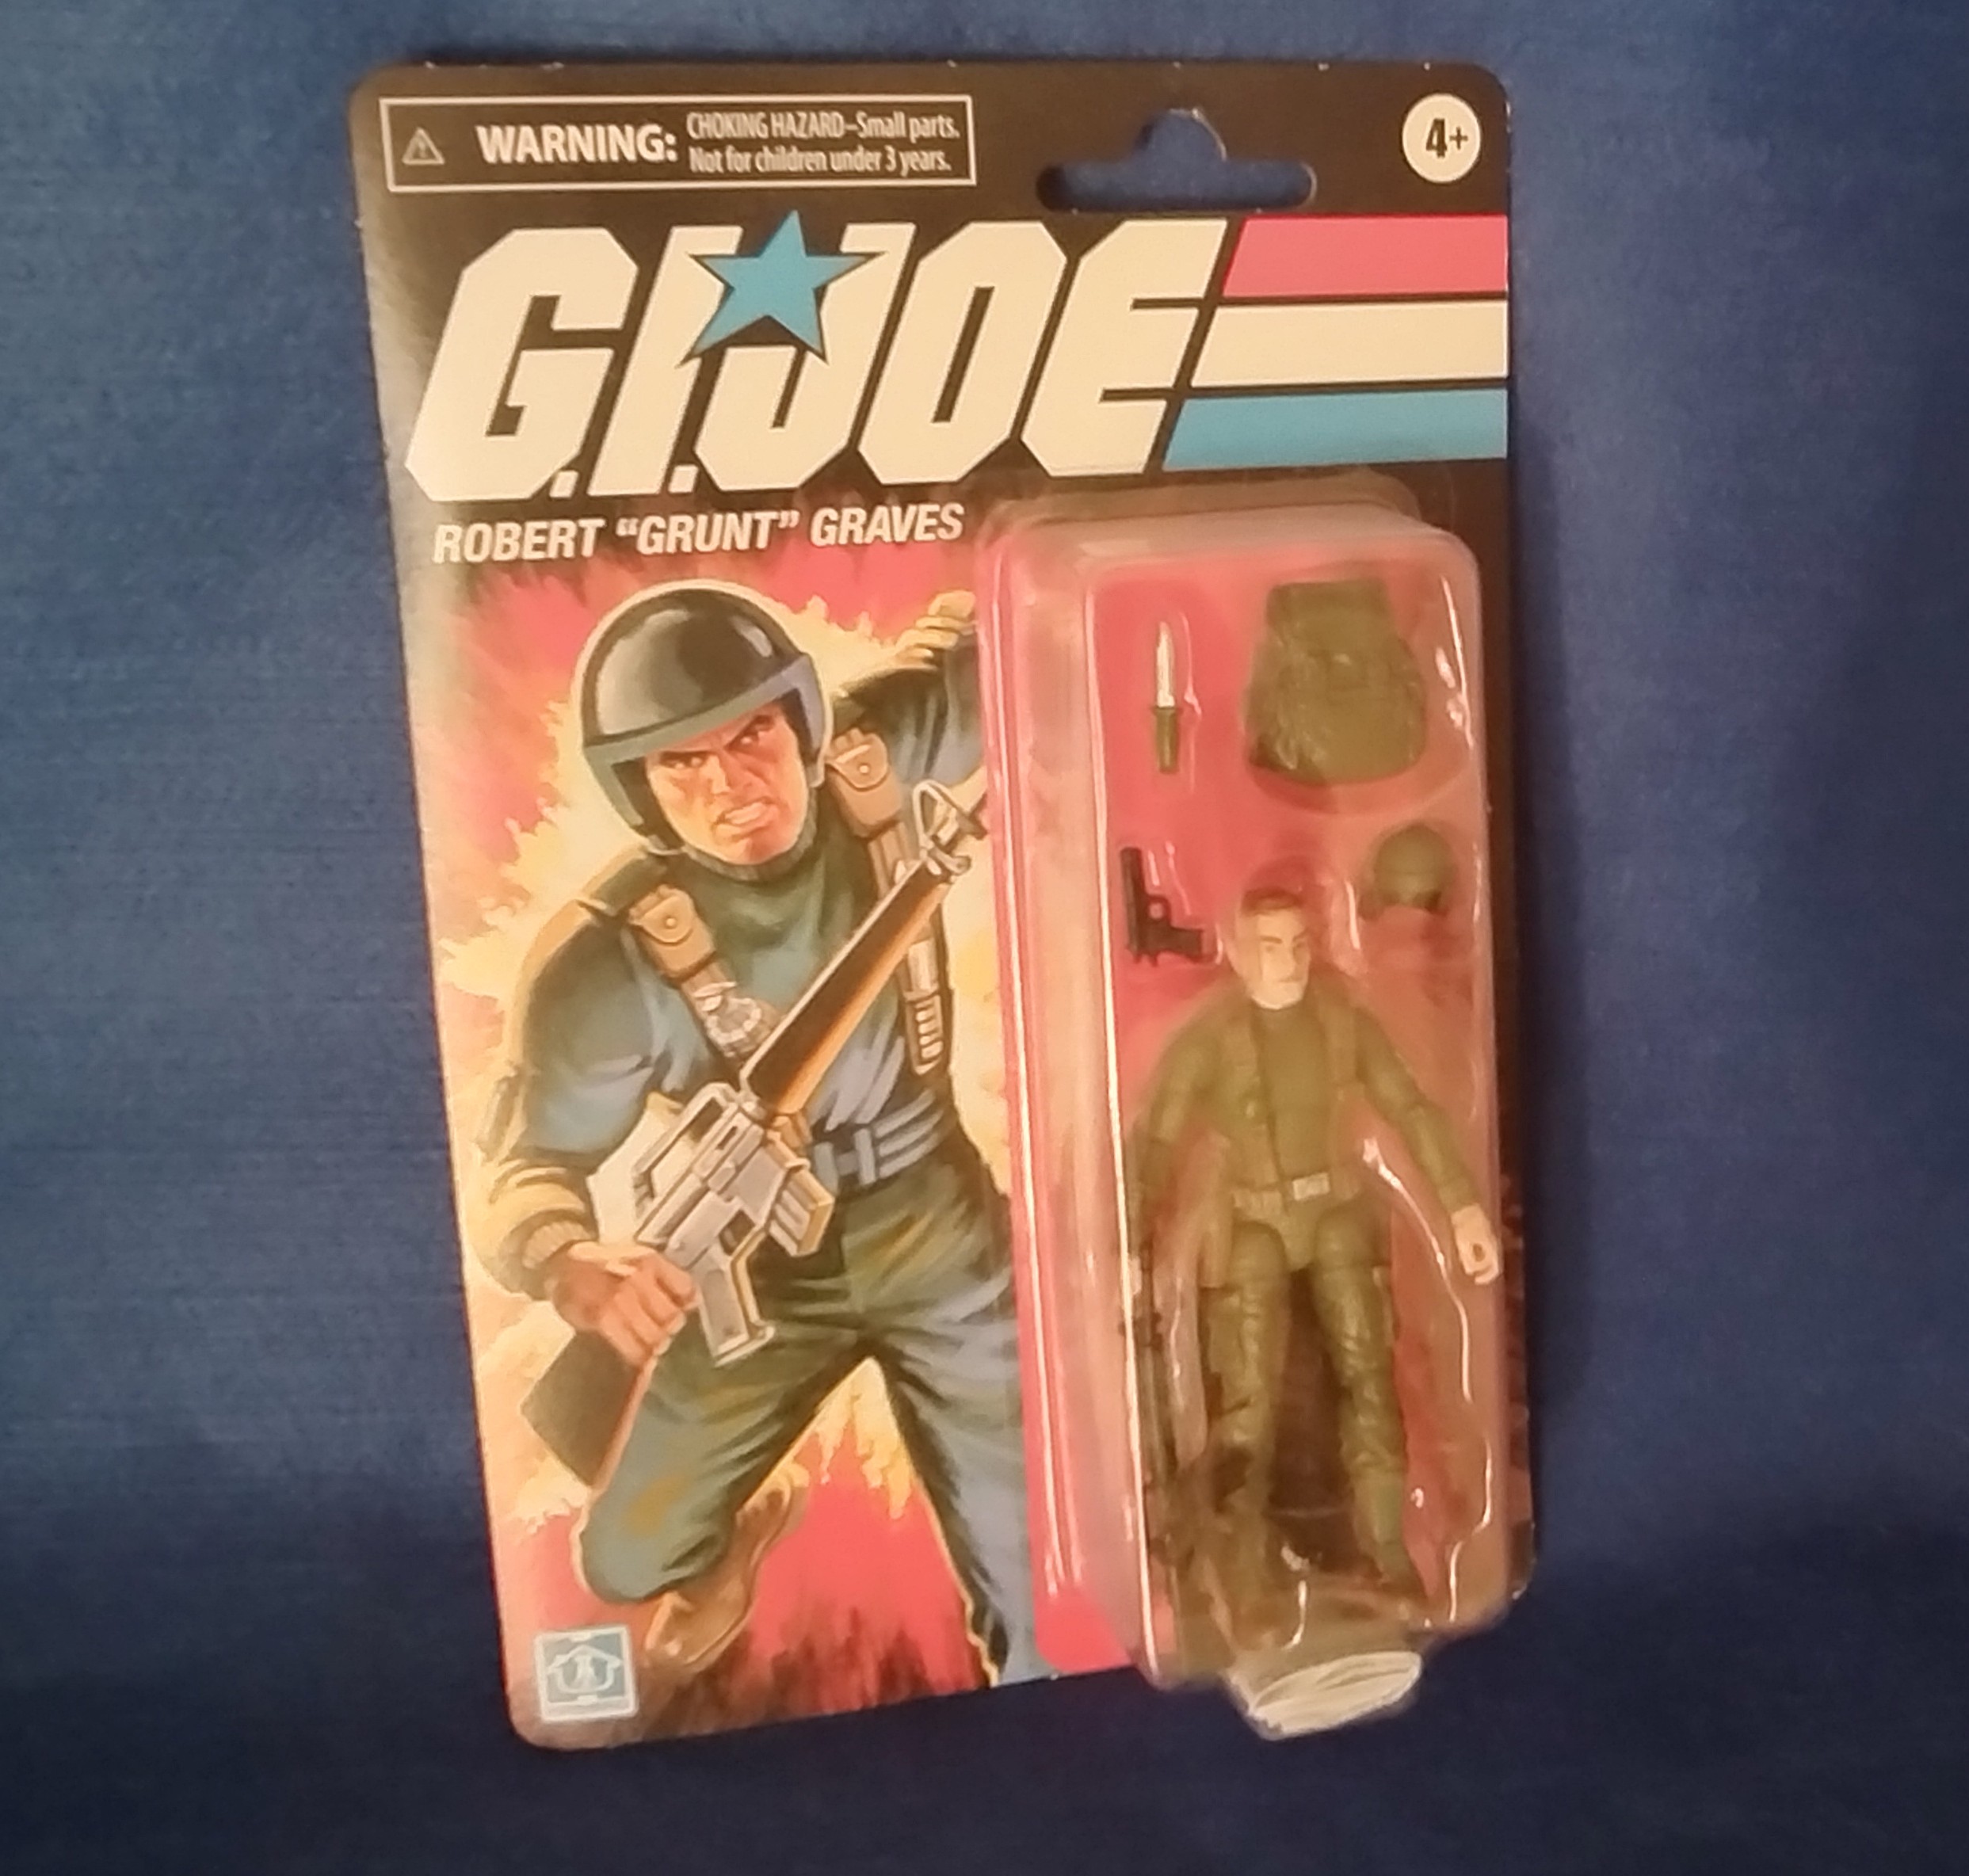 WARNING: CHOKING HAZARD–Small parts.
Not for children under 3 years.
4+
G.I.JOE
ROBERT “GRUNT” GRAVES